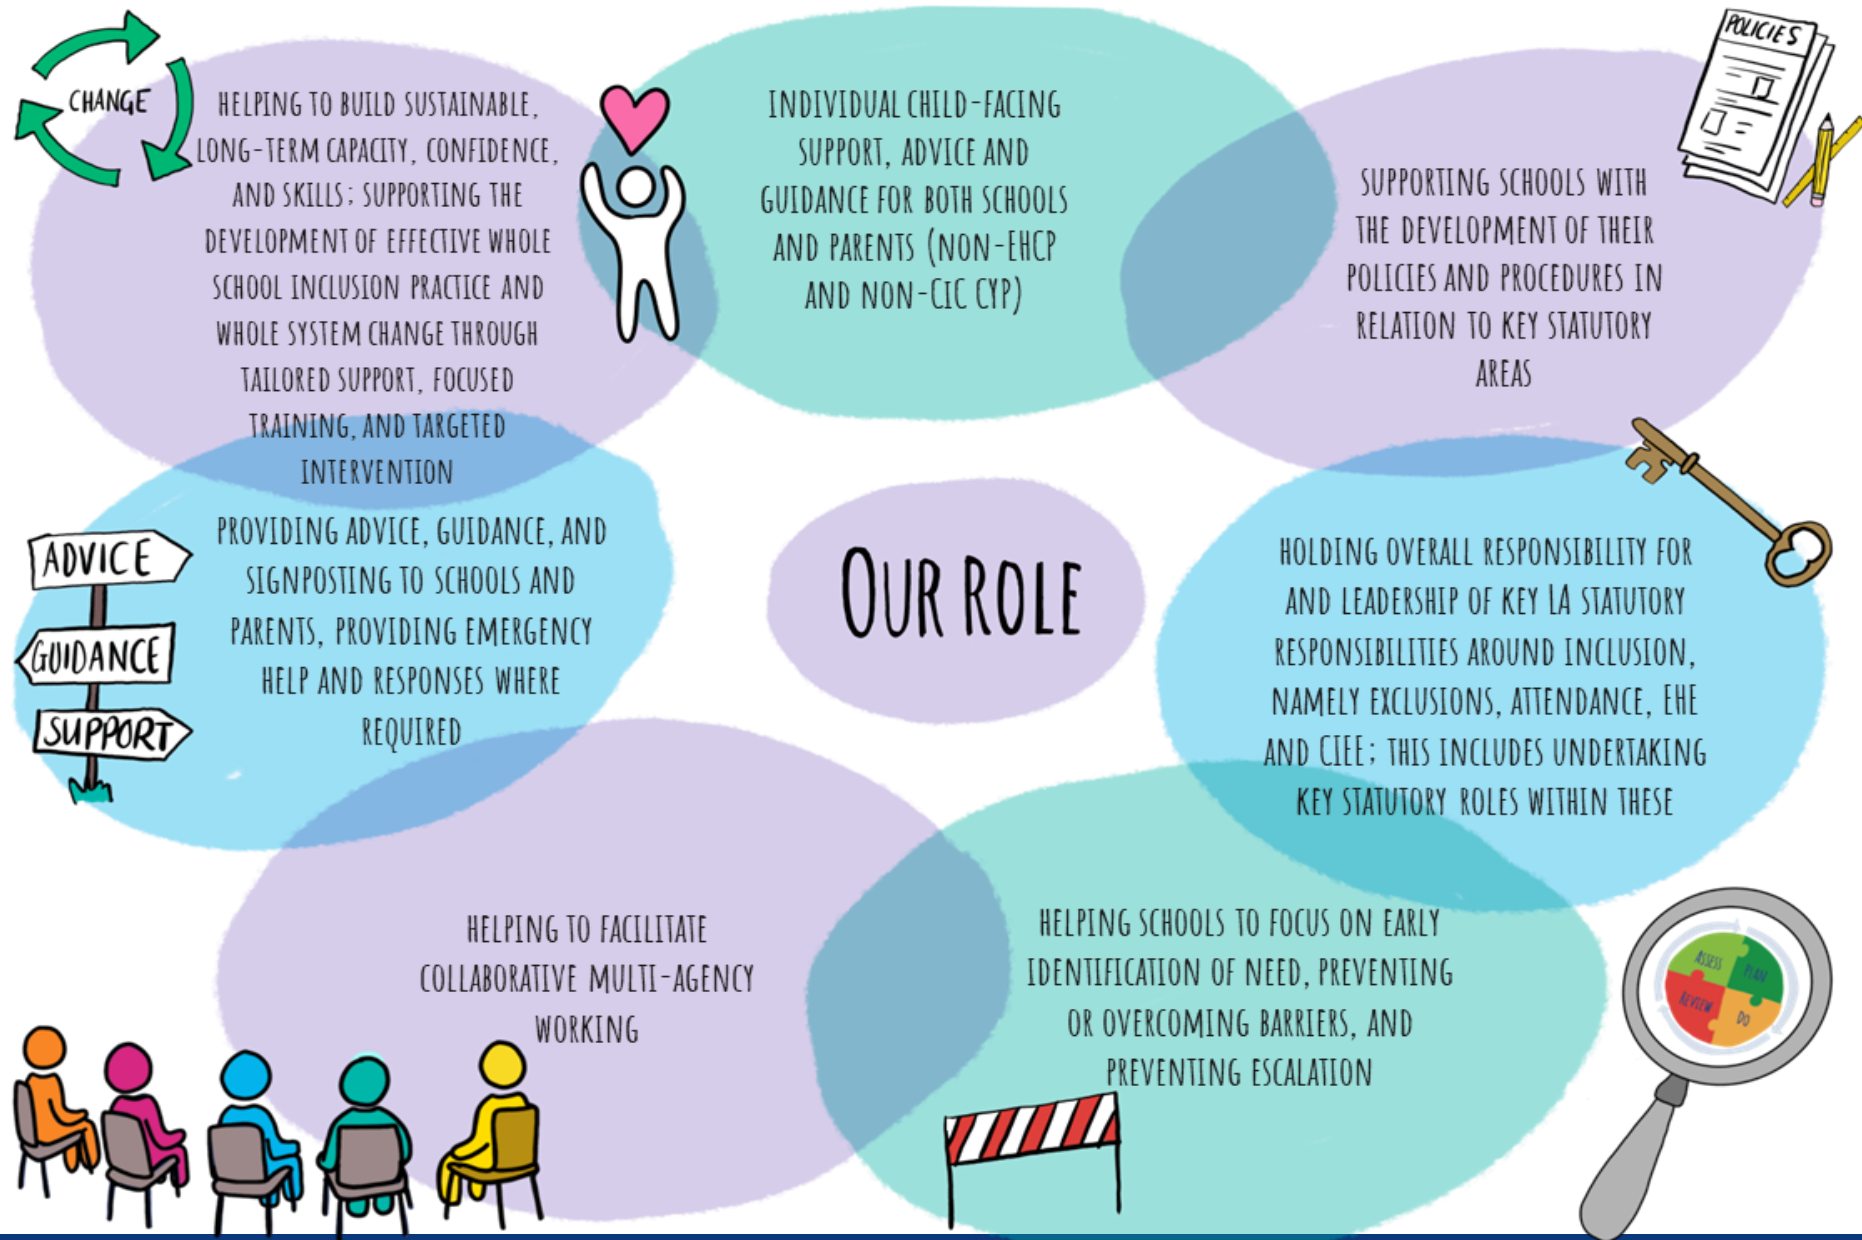 CHANGE
HELPING TO BUILD SUSTAINABLE,
LONG-TERM CAPACITY, CONFIDENCE,
AND SKILLS; SUPPORTING THE
DEVELOPMENT OF EFFECTIVE WHOLE
SCHOOL INCLUSION PRACTICE AND
WHOLE SYSTEM CHANGE THROUGH
TAILORED SUPPORT, FOCUSED
TRAINING, AND TARGETED
INTERVENTION
INDIVIDUAL CHILD-FACING
SUPPORT, ADVICE AND
GUIDANCE FOR BOTH SCHOOLS
AND PARENTS (NON-EHCP
AND NON-CIC CYP)
POLICIES
SUPPORTING SCHOOLS WITH
THE DEVELOPMENT OF THEIR
POLICIES AND PROCEDURES IN
RELATION TO KEY STATUTORY
AREAS
ADVICE
GUIDANCE
SUPPORT
PROVIDING ADVICE, GUIDANCE, AND
SIGNPOSTING TO SCHOOLS AND
PARENTS, PROVIDING EMERGENCY
HELP AND RESPONSES WHERE
REQUIRED
OUR ROLE
HOLDING OVERALL RESPONSIBILITY FOR
AND LEADERSHIP OF KEY LA STATUTORY
RESPONSIBILITIES AROUND INCLUSION,
NAMELY EXCLUSIONS, ATTENDANCE, EHE
AND CIEE; THIS INCLUDES UNDERTAKING
KEY STATUTORY ROLES WITHIN THESE
HELPING TO FACILITATE
COLLABORATIVE MULTI-AGENCY
WORKING
HELPING SCHOOLS TO FOCUS ON EARLY
IDENTIFICATION OF NEED, PREVENTING
OR OVERCOMING BARRIERS, AND
PREVENTING ESCALATION
ASSESS
PLAN
REVIEW
DO